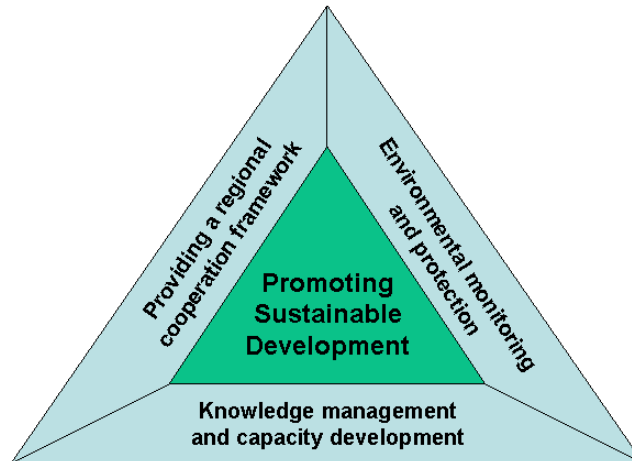 Providing a regional
cooperation framework
Environmental monitoring
and protection
Promoting
Sustainable
Development
Knowledge management
and capacity development